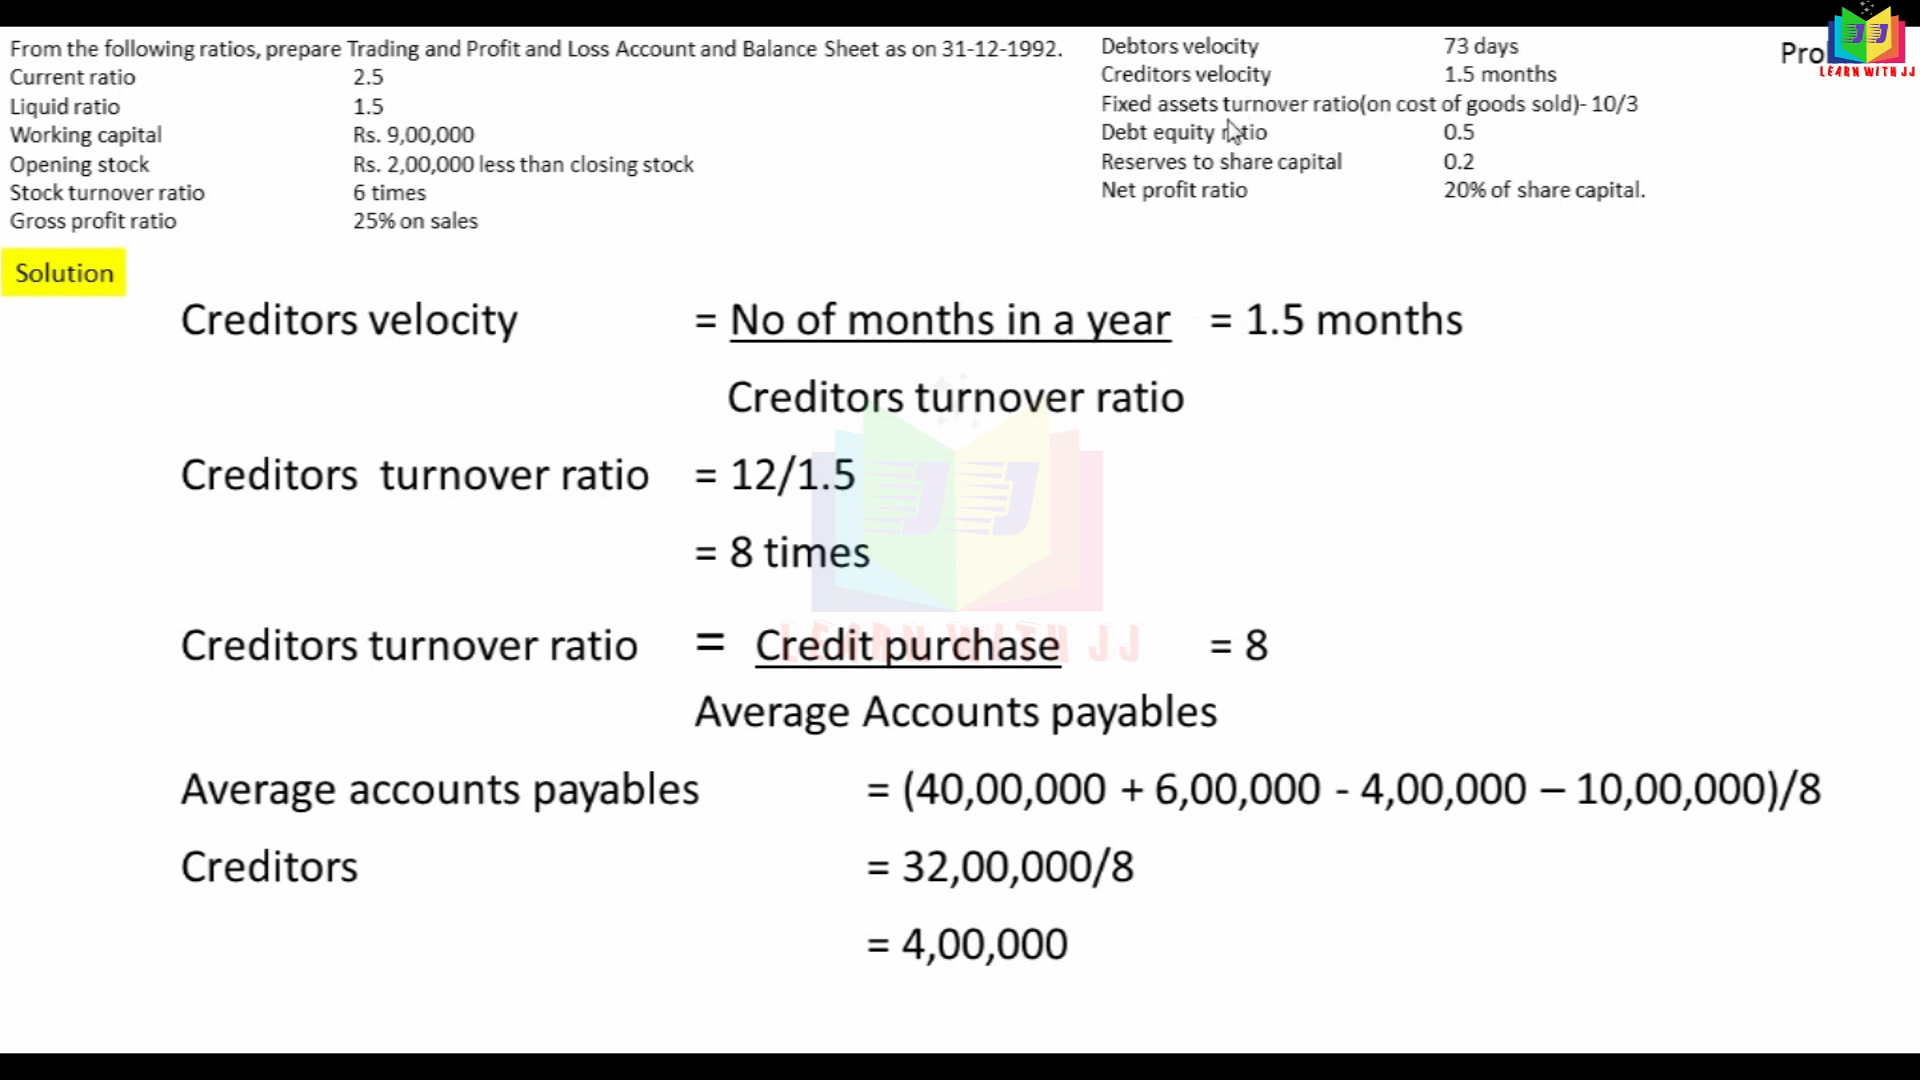 From the following ratios, prepare Trading and Profit and Loss Account and Balance Sheet as on 31-12-1992.
Current ratio 2.5
Liquid ratio 1.5
Working capital Rs. 9,00,000
Opening stock Rs. 2,00,000 less than closing stock
Stock turnover ratio 6 times
Gross profit ratio 25% on sales
Debtors velocity 73 days
Creditors velocity 1.5 months
Fixed assets turnover ratio(on cost of goods sold)- 10/3
Debt equity ratio 0.5
Reserves to share capital 0.2
Net profit ratio 20% of share capital.
Pro
JJ
LEARN WITH JJ
Solution
Creditors velocity = No of months in a year = 1.5 months
Creditors turnover ratio
Creditors turnover ratio = 12/1.5
= 8 times
JJ
LEARN WITH JJ
Creditors turnover ratio = Credit purchase = 8
Average Accounts payables
Average accounts payables = (40,00,000 + 6,00,000 - 4,00,000 – 10,00,000)/8
Creditors = 32,00,000/8
= 4,00,000